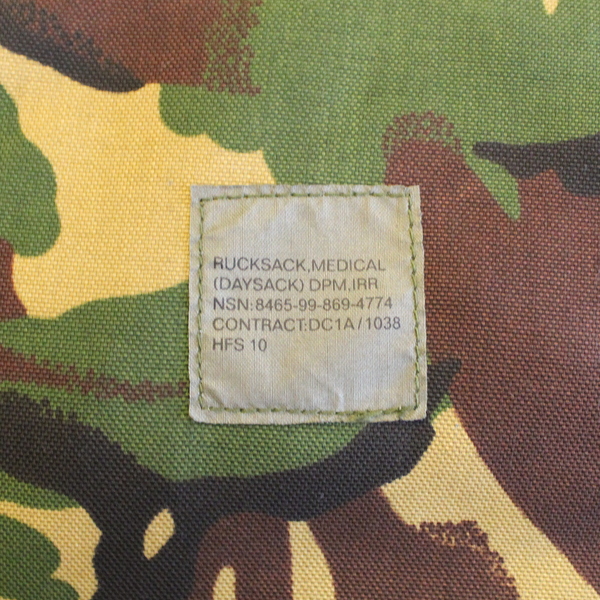 RUCKSACK,MEDICAL
(DAYSACK) DPM.IRR
NSN:8465-99-869-4774
CONTRACT:DC1A/1038
HFS 10